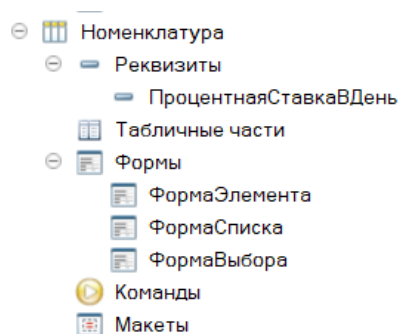 Номенклатура
Реквизиты
ПроцентнаяСтавкаВДень
Табличные части
Формы
ФормаЭлемента
ФормаСписка
ФормаВыбора
Команды
Макеты